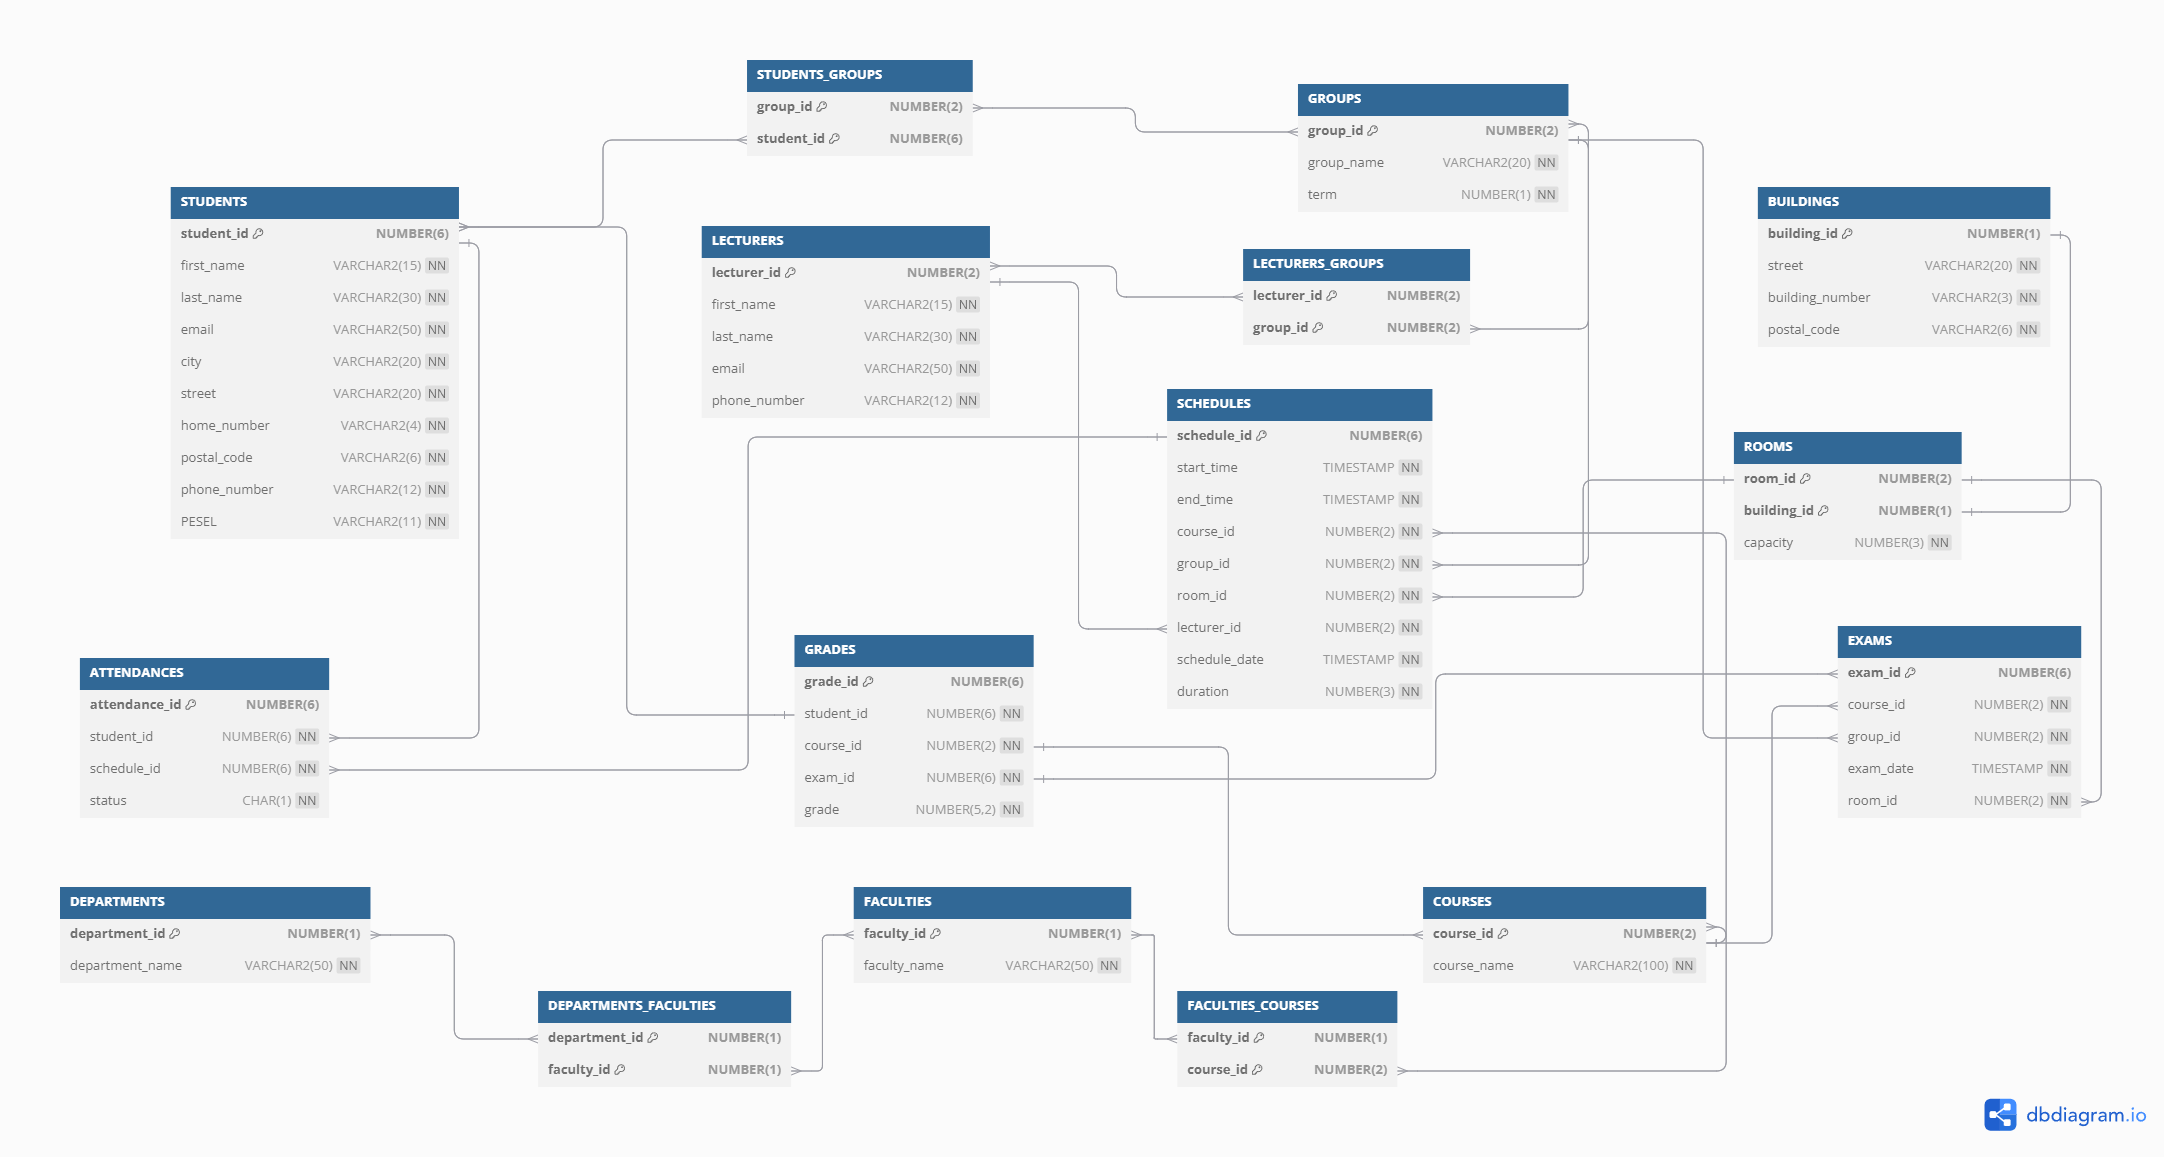 STUDENTS_GROUPS
group_id NUMBER(2)
student_id NUMBER(6)
GROUPS
group_id NUMBER(2)
group_name VARCHAR2(20) NN
term NUMBER(1) NN
STUDENTS
student_id NUMBER(6)
first_name VARCHAR2(15) NN
last_name VARCHAR2(30) NN
email VARCHAR2(50) NN
city VARCHAR2(20) NN
street VARCHAR2(20) NN
home_number VARCHAR2(4) NN
postal_code VARCHAR2(6) NN
phone_number VARCHAR2(12) NN
PESEL VARCHAR2(11) NN
LECTURERS
lecturer_id NUMBER(2)
first_name VARCHAR2(15) NN
last_name VARCHAR2(30) NN
email VARCHAR2(50) NN
phone_number VARCHAR2(12) NN
LECTURERS_GROUPS
lecturer_id NUMBER(2)
group_id NUMBER(2)
BUILDINGS
building_id NUMBER(1)
street VARCHAR2(20) NN
building_number VARCHAR2(3) NN
postal_code VARCHAR2(6) NN
SCHEDULES
schedule_id NUMBER(6)
start_time TIMESTAMP NN
end_time TIMESTAMP NN
course_id NUMBER(2) NN
group_id NUMBER(2) NN
room_id NUMBER(2) NN
lecturer_id NUMBER(2) NN
schedule_date TIMESTAMP NN
duration NUMBER(3) NN
ROOMS
room_id NUMBER(2)
building_id NUMBER(1)
capacity NUMBER(3) NN
ATTENDANCES
attendance_id NUMBER(6)
student_id NUMBER(6) NN
schedule_id NUMBER(6) NN
status CHAR(1) NN
GRADES
grade_id NUMBER(6)
student_id NUMBER(6) NN
course_id NUMBER(2) NN
exam_id NUMBER(6) NN
grade NUMBER(5,2) NN
EXAMS
exam_id NUMBER(6)
course_id NUMBER(2) NN
group_id NUMBER(2) NN
exam_date TIMESTAMP NN
room_id NUMBER(2) NN
DEPARTMENTS
department_id NUMBER(1)
department_name VARCHAR2(50) NN
FACULTIES
faculty_id NUMBER(1)
faculty_name VARCHAR2(50) NN
COURSES
course_id NUMBER(2)
course_name VARCHAR2(100) NN
DEPARTMENTS_FACULTIES
department_id NUMBER(1)
faculty_id NUMBER(1)
FACULTIES_COURSES
faculty_id NUMBER(1)
course_id NUMBER(2)
dbdiagram.io